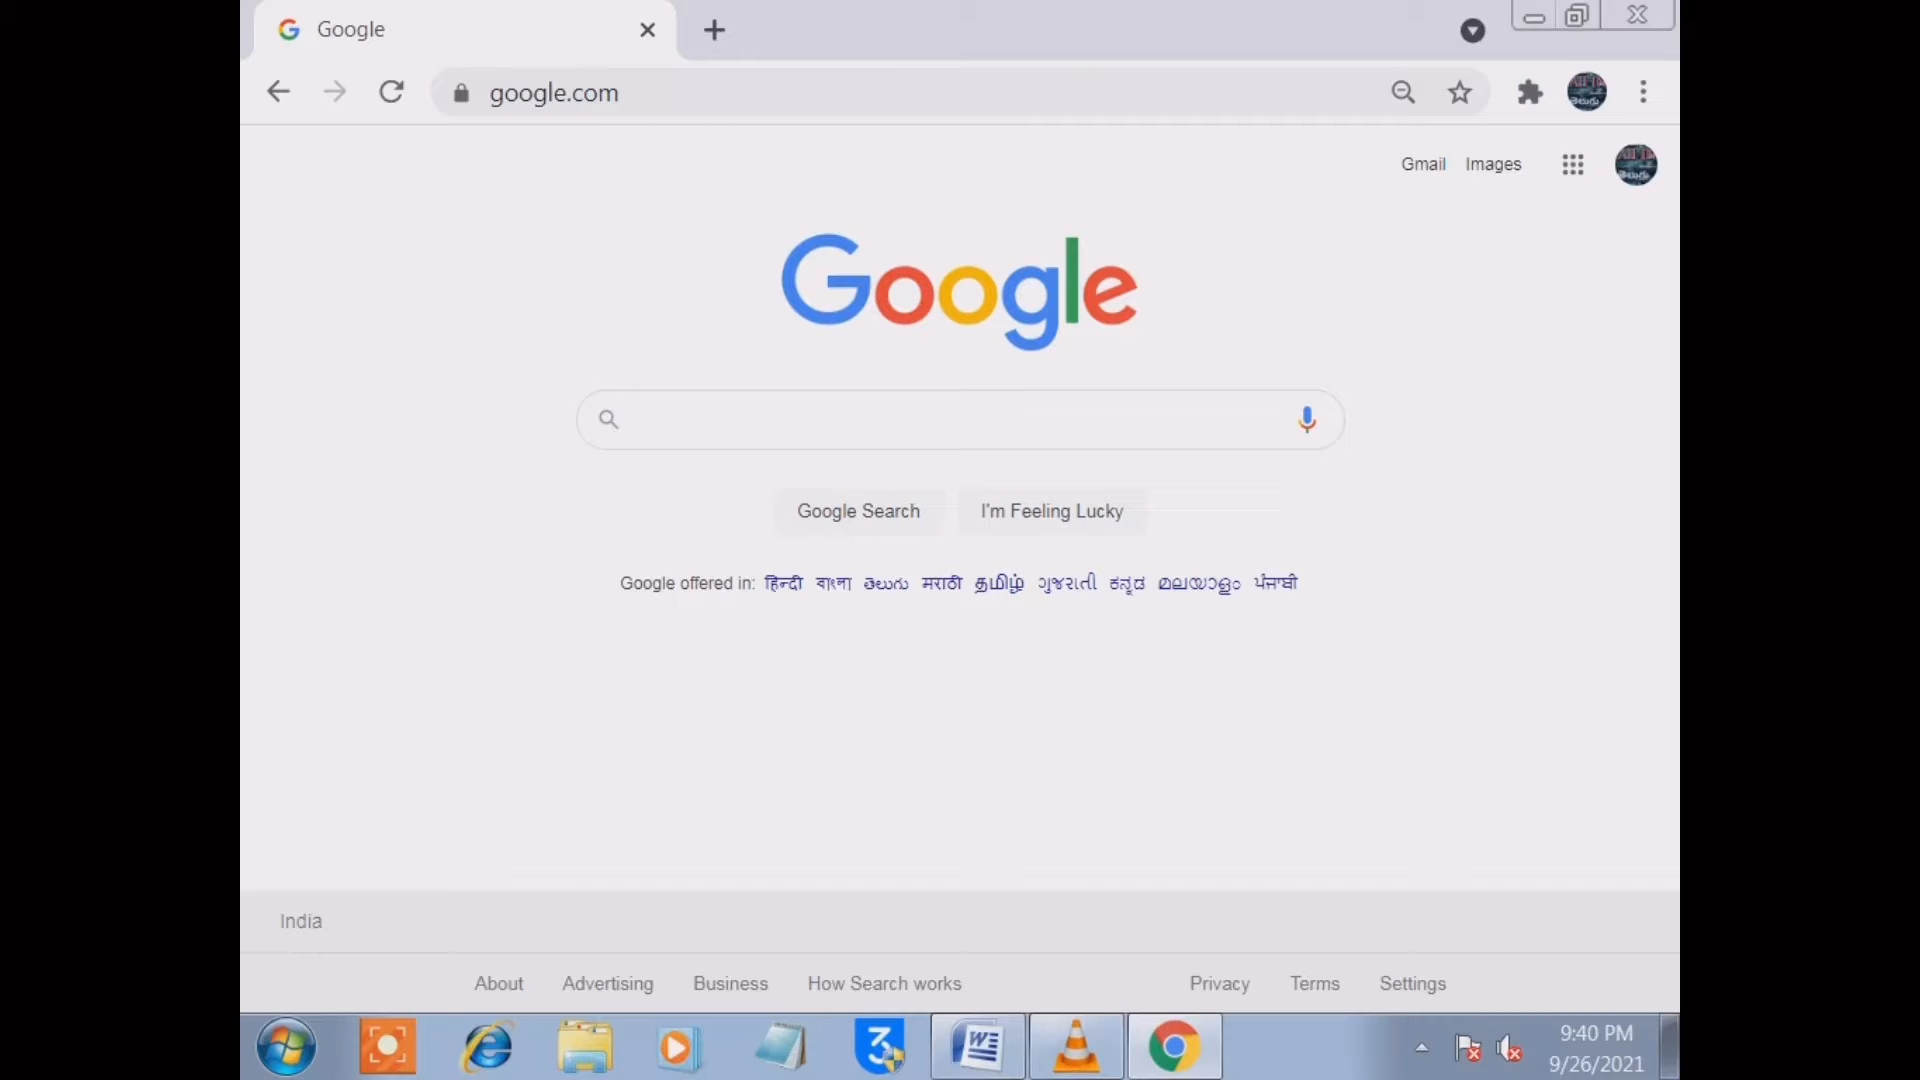 Google
google.com
Gmail Images
Google
Google Search I'm Feeling Lucky
Google offered in: हिन्दी বাংলা తెలుగు मराठी தமிழ் ગુજરાતી ಕನ್ನಡ മലയാളം ਪੰਜਾਬੀ
India
About Advertising Business How Search works Privacy Terms Settings
9:40 PM
9/26/2021